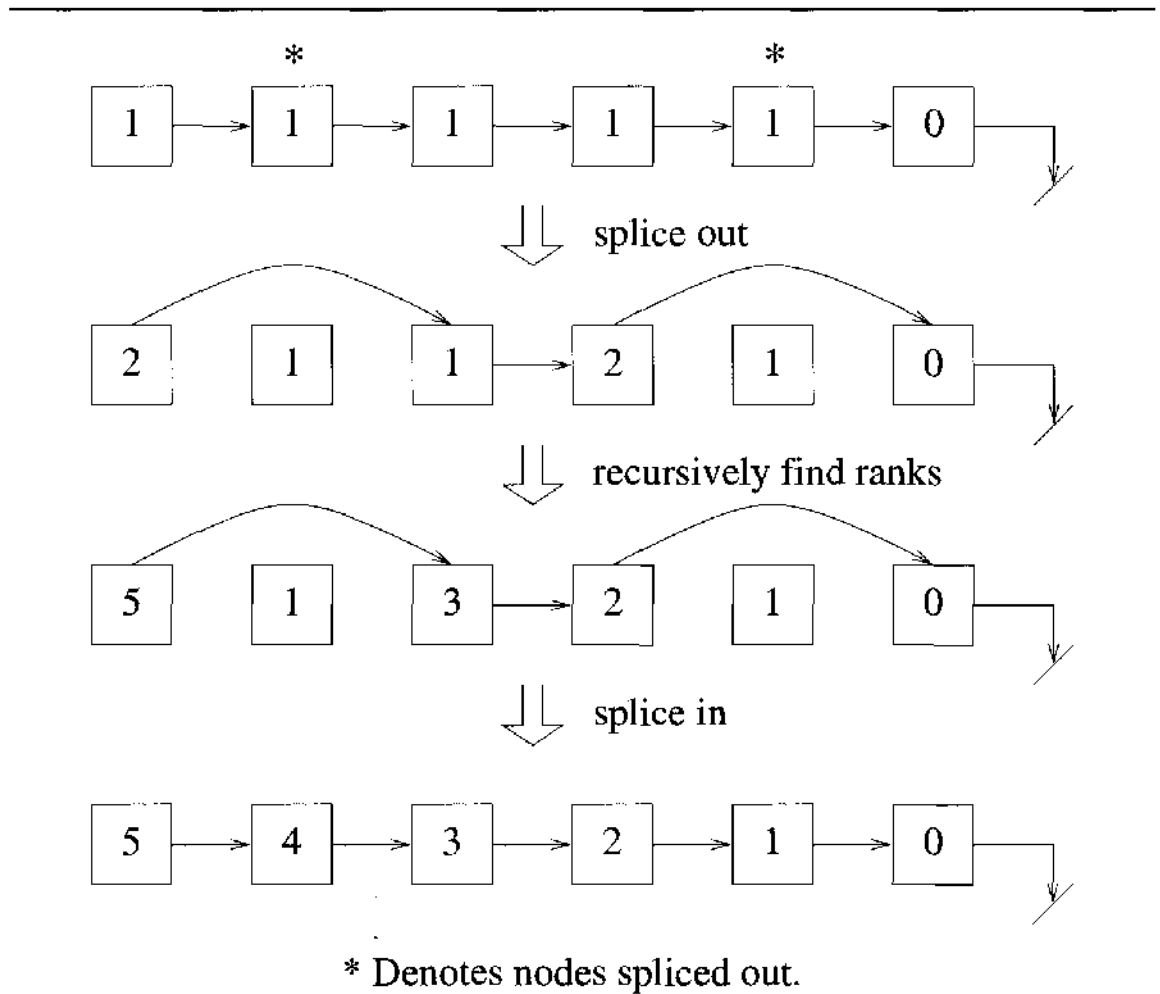 * *
1 1 1 1 1 0
splice out
2 1 1 2 1 0
recursively find ranks
5 1 3 2 1 0
splice in
5 4 3 2 1 0
* Denotes nodes spliced out.